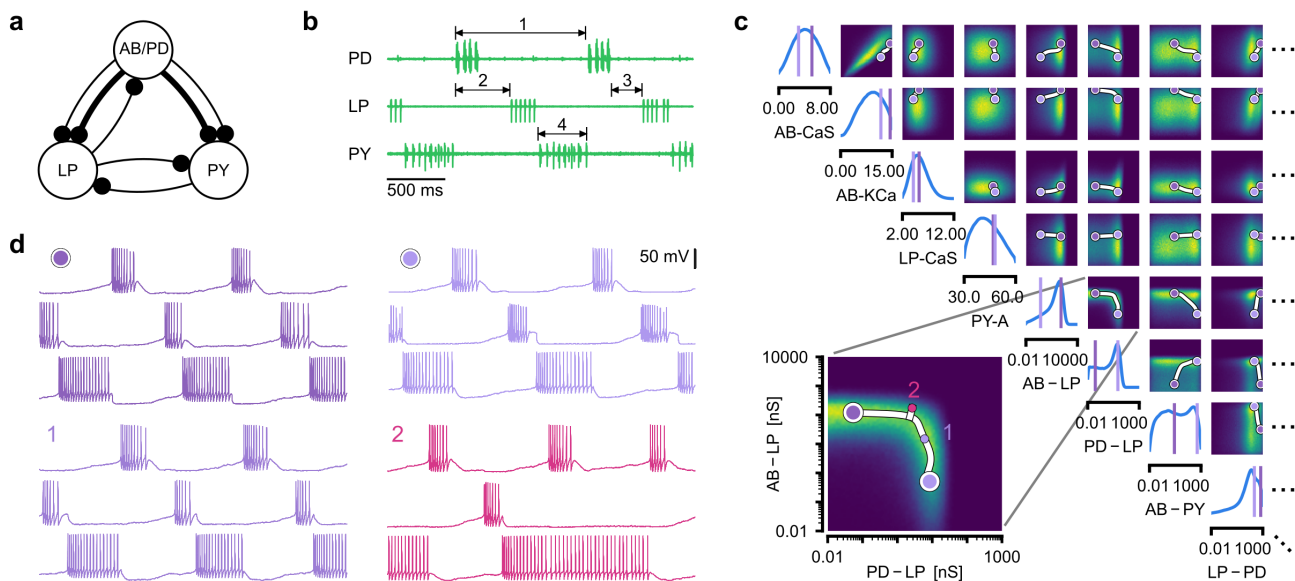 a
AB/PD
LP
PY
b
PD
LP
PY
1
2
3
4
500 ms
c
0.00 8.00
AB-CaS
0.00 15.00
AB-KCa
2.00 12.00
LP-CaS
30.0 60.0
PY-A
0.01 10000
AB – LP
0.01 1000
PD – LP
0.01 1000
AB – PY
0.01 1000
LP – PD
...
...
...
...
...
...
...
...
10000
AB – LP [nS]
0.01
0.01
1000
PD – LP [nS]
2
1
d
50 mV
1
2